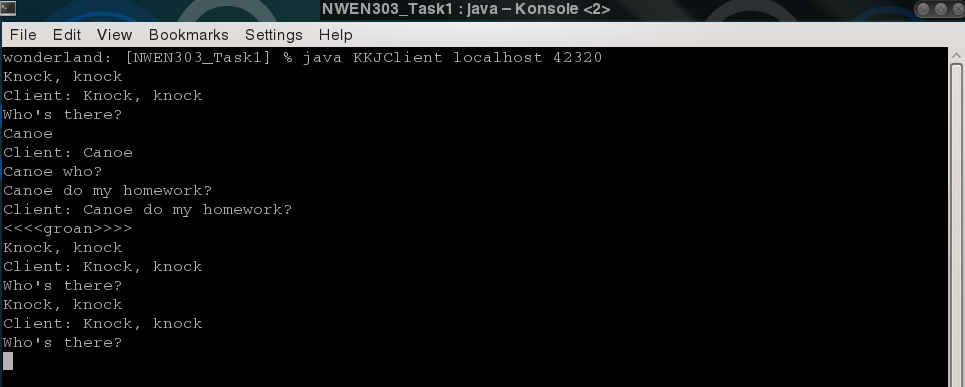 NWEN303_Task1 : java – Konsole <2>
File Edit View Bookmarks Settings Help
wonderland: [NWEN303_Task1] % java KKJClient localhost 42320
Knock, knock
Client: Knock, knock
Who's there?
Canoe
Client: Canoe
Canoe who?
Canoe do my homework?
Client: Canoe do my homework?
<<<<groan>>>>
Knock, knock
Client: Knock, knock
Who's there?
Knock, knock
Client: Knock, knock
Who's there?